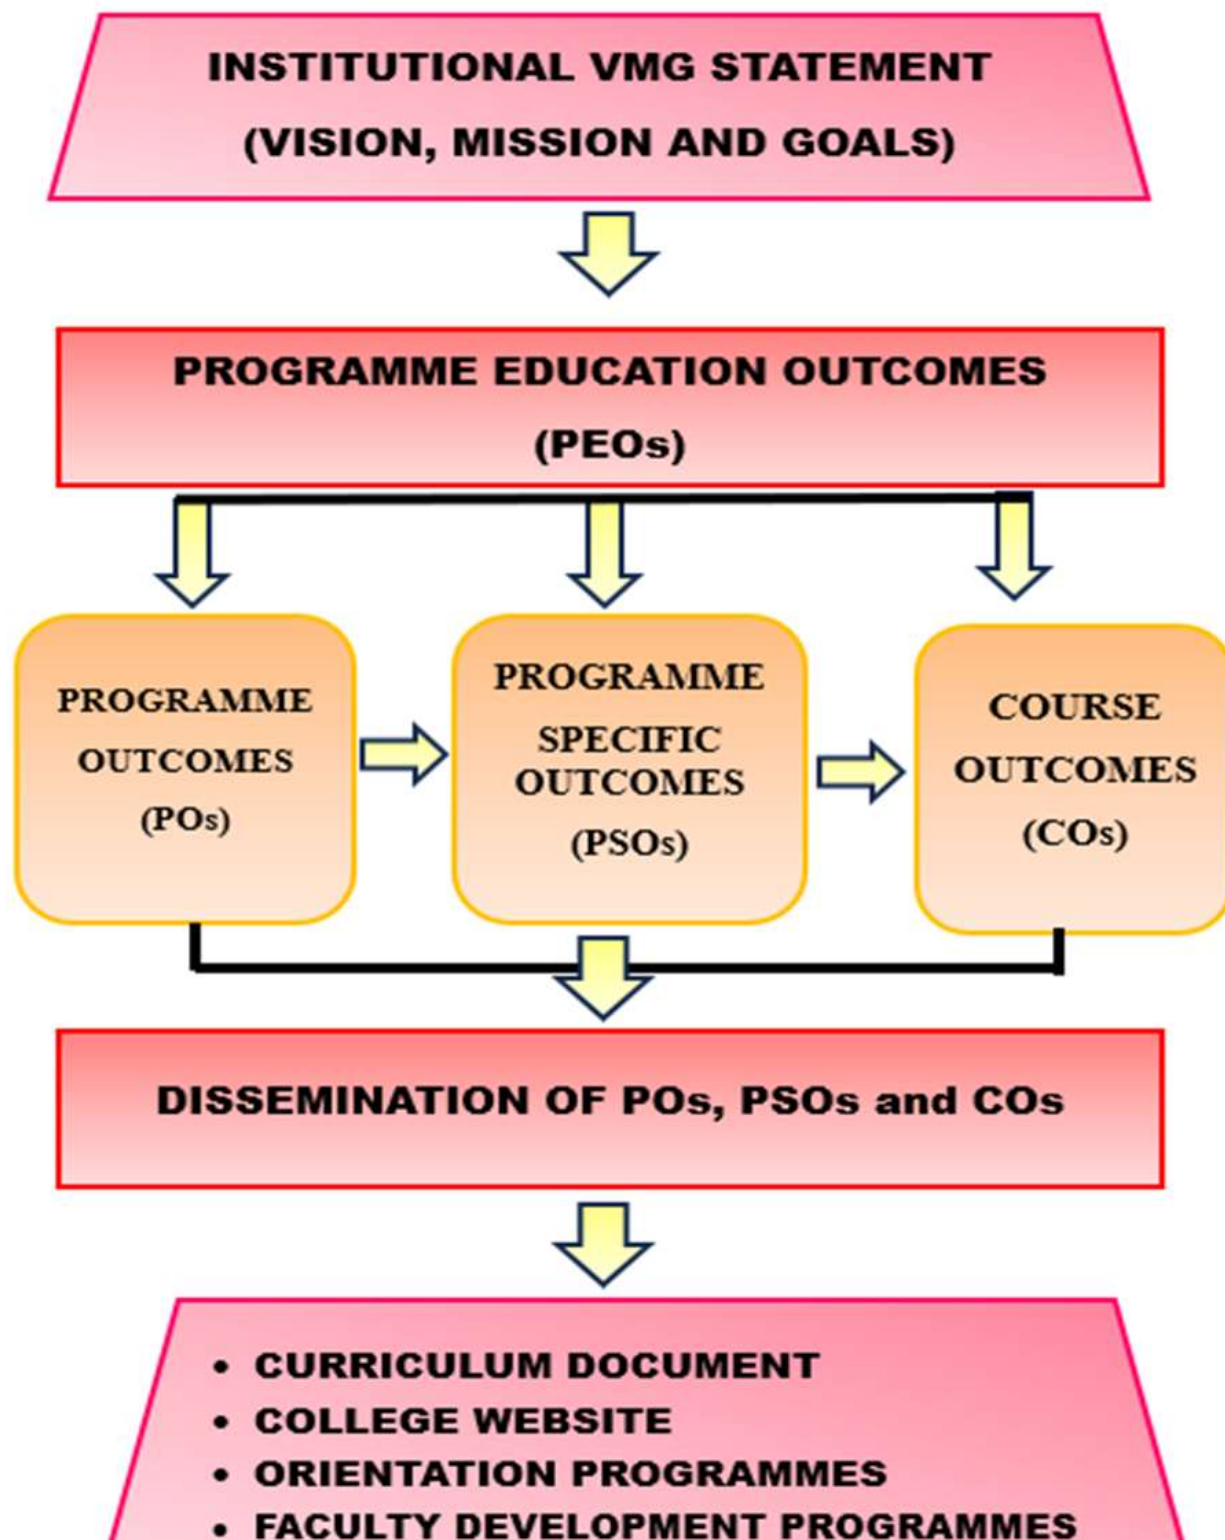 INSTITUTIONAL VMG STATEMENT
(VISION, MISSION AND GOALS)
PROGRAMME EDUCATION OUTCOMES
(PEOs)
PROGRAMME
OUTCOMES
(POs)
PROGRAMME
SPECIFIC
OUTCOMES
(PSOs)
COURSE
OUTCOMES
(COs)
DISSEMINATION OF POs, PSOs and COs
• CURRICULUM DOCUMENT
• COLLEGE WEBSITE
• ORIENTATION PROGRAMMES
• FACULTY DEVELOPMENT PROGRAMMES